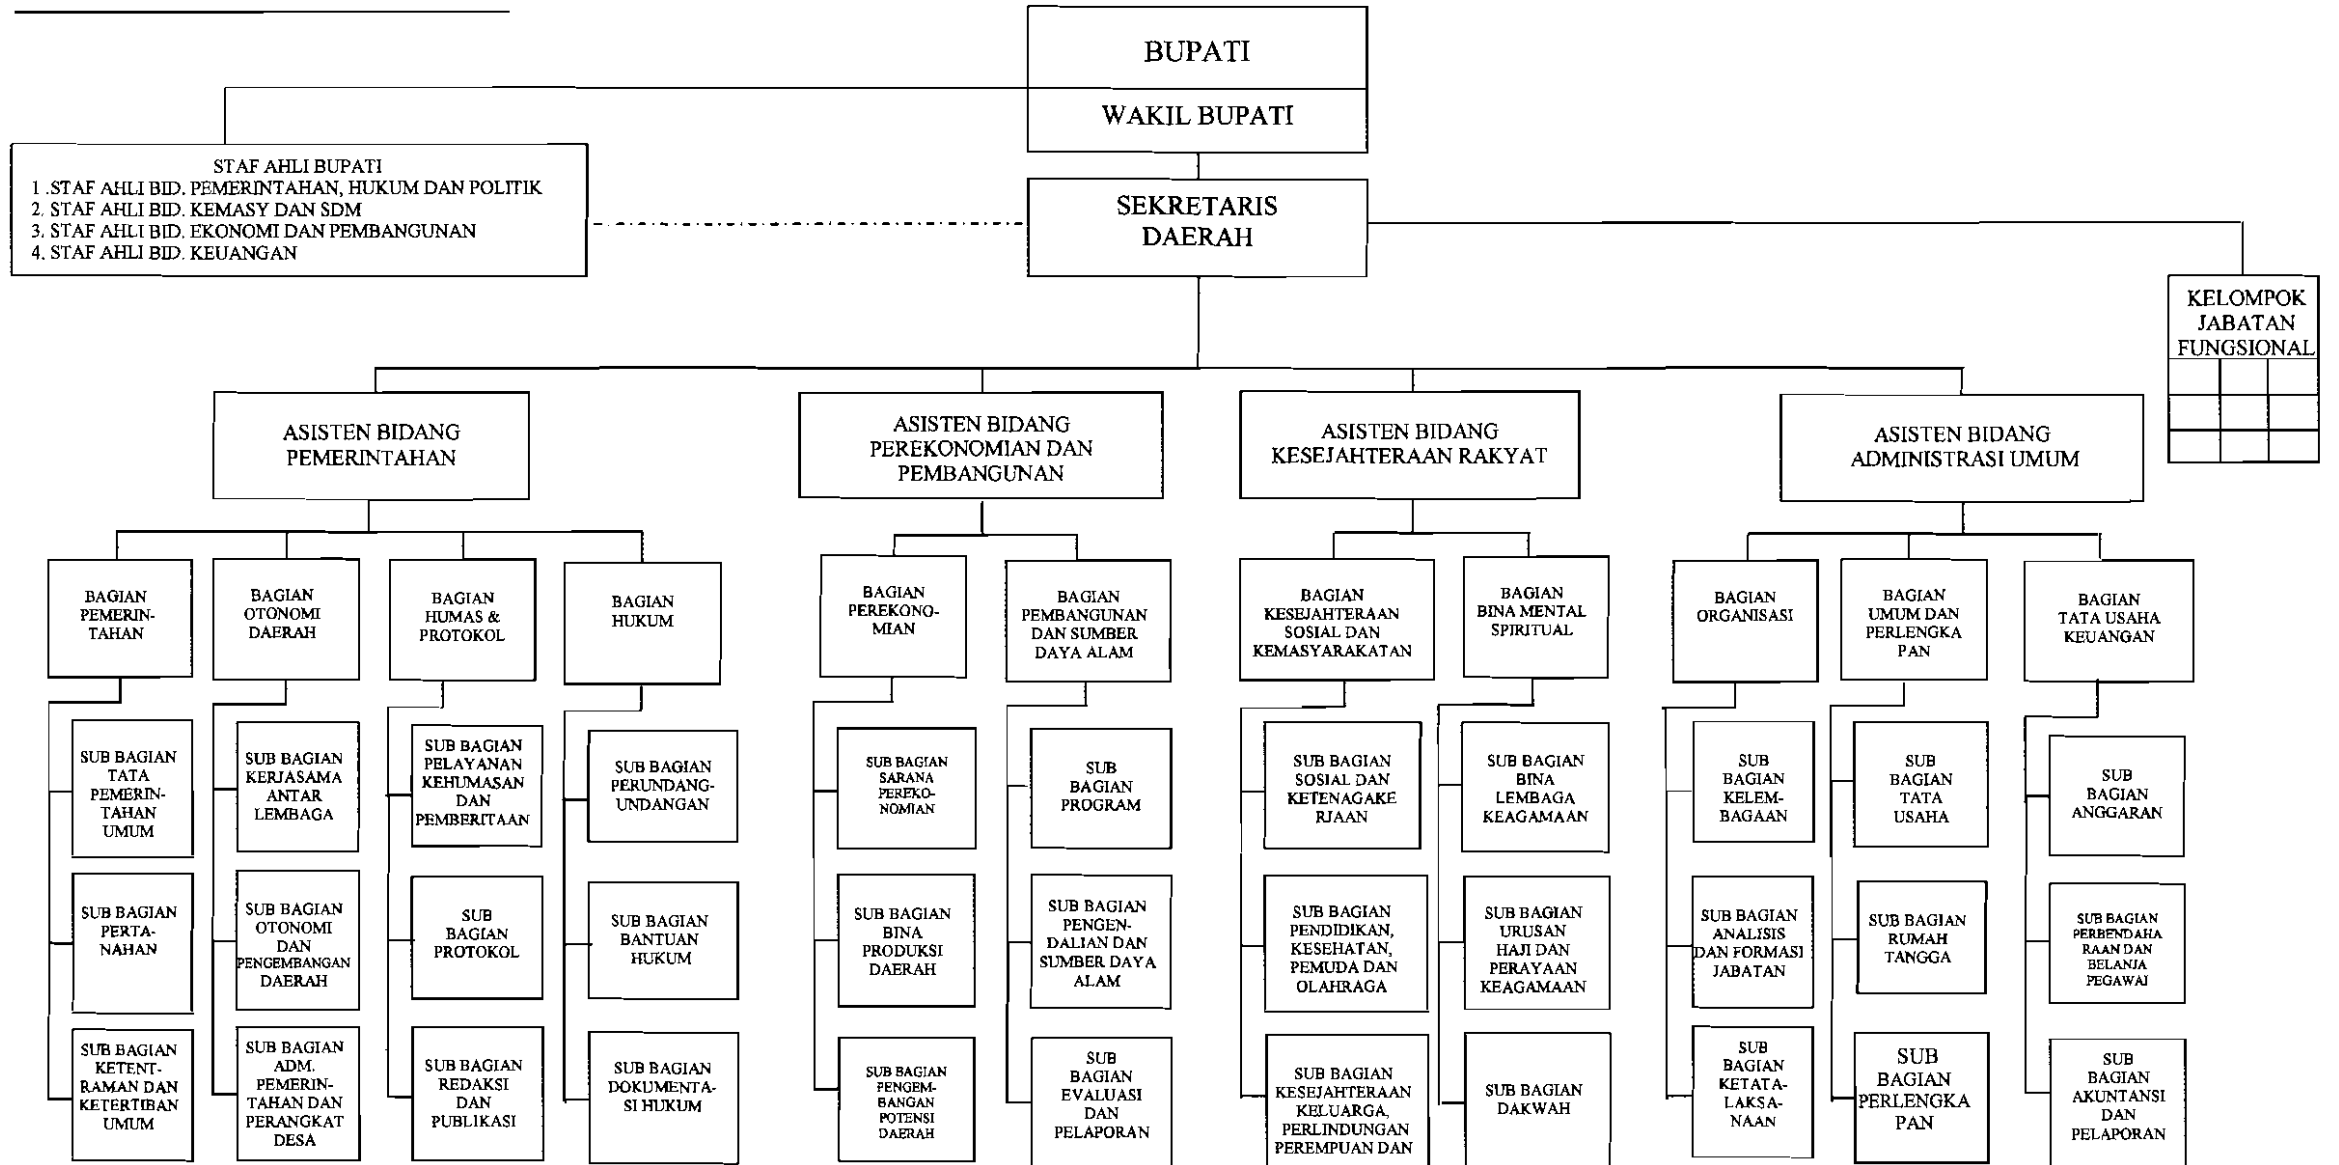 BUPATI
WAKIL BUPATI
STAF AHLI BUPATI
1 .STAF AHLI BID. PEMERINTAHAN, HUKUM DAN POLITIK
2. STAF AHLI BID. KEMASY DAN SDM
3. STAF AHLI BID. EKONOMI DAN PEMBANGUNAN
4. STAF AHLI BID. KEUANGAN
SEKRETARIS
DAERAH
KELOMPOK
JABATAN
FUNGSIONAL
ASISTEN BIDANG
PEMERINTAHAN
ASISTEN BIDANG
PEREKONOMIAN DAN
PEMBANGUNAN
ASISTEN BIDANG
KESEJAHTERAAN RAKYAT
ASISTEN BIDANG
ADMINISTRASI UMUM
BAGIAN
PEMERIN-
TAHAN
BAGIAN
OTONOMI
DAERAH
BAGIAN
HUMAS &
PROTOKOL
BAGIAN
HUKUM
BAGIAN
PEREKONO-
MIAN
BAGIAN
PEMBANGUNAN
DAN SUMBER
DAYA ALAM
BAGIAN
KESEJAHTERAAN
SOSIAL DAN
KEMASYARAKATAN
BAGIAN
BINA MENTAL
SPIRITUAL
BAGIAN
ORGANISASI
BAGIAN
UMUM DAN
PERLENGKA
PAN
BAGIAN
TATA USAHA
KEUANGAN
SUB BAGIAN
TATA
PEMERIN-
TAHAN
UMUM
SUB BAGIAN
KERJASAMA
ANTAR
LEMBAGA
SUB BAGIAN
PELAYANAN
KEHUMASAN
DAN
PEMBERITAAN
SUB BAGIAN
PERUNDANG-
UNDANGAN
SUB BAGIAN
SARANA
PEREKO-
NOMIAN
SUB
BAGIAN
PROGRAM
SUB BAGIAN
SOSIAL DAN
KETENAGAKE
RJAAN
SUB BAGIAN
BINA
LEMBAGA
KEAGAMAAN
SUB
BAGIAN
KELEM-
BAGAAN
SUB
BAGIAN
TATA
USAHA
SUB
BAGIAN
ANGGARAN
SUB BAGIAN
PERTA-
NAHAN
SUB BAGIAN
OTONOMI
DAN
PENGEMBANGAN
DAERAH
SUB
BAGIAN
PROTOKOL
SUB BAGIAN
BANTUAN
HUKUM
SUB BAGIAN
BINA
PRODUKSI
DAERAH
SUB BAGIAN
PENGEN-
DALIAN DAN
SUMBER DAYA
ALAM
SUB BAGIAN
PENDIDIKAN,
KESEHATAN,
PEMUDA DAN
OLAHRAGA
SUB BAGIAN
URUSAN
HAJI DAN
PERAYAAN
KEAGAMAAN
SUB BAGIAN
ANALISIS
DAN FORMASI
JABATAN
SUB BAGIAN
RUMAH
TANGGA
SUB BAGIAN
PERBENDAHA
RAAN DAN
BELANJA
PEGAWAI
SUB BAGIAN
KETENT-
RAMAN DAN
KETERTIBAN
UMUM
SUB BAGIAN
ADM.
PEMERIN-
TAHAN DAN
PERANGKAT
DESA
SUB BAGIAN
REDAKSI
DAN
PUBLIKASI
SUB BAGIAN
DOKUMENTA-
SI HUKUM
SUB BAGIAN
PENGEM-
BANGAN
POTENSI
DAERAH
SUB
BAGIAN
EVALUASI
DAN
PELAPORAN
SUB BAGIAN
KESEJAHTERAAN
KELUARGA,
PERLINDUNGAN
PEREMPUAN DAN
SUB BAGIAN
DAKWAH
SUB
BAGIAN
KETATA-
LAKSA-
NAAN
SUB
BAGIAN
PERLENGKA
PAN
SUB
BAGIAN
AKUNTANSI
DAN
PELAPORAN